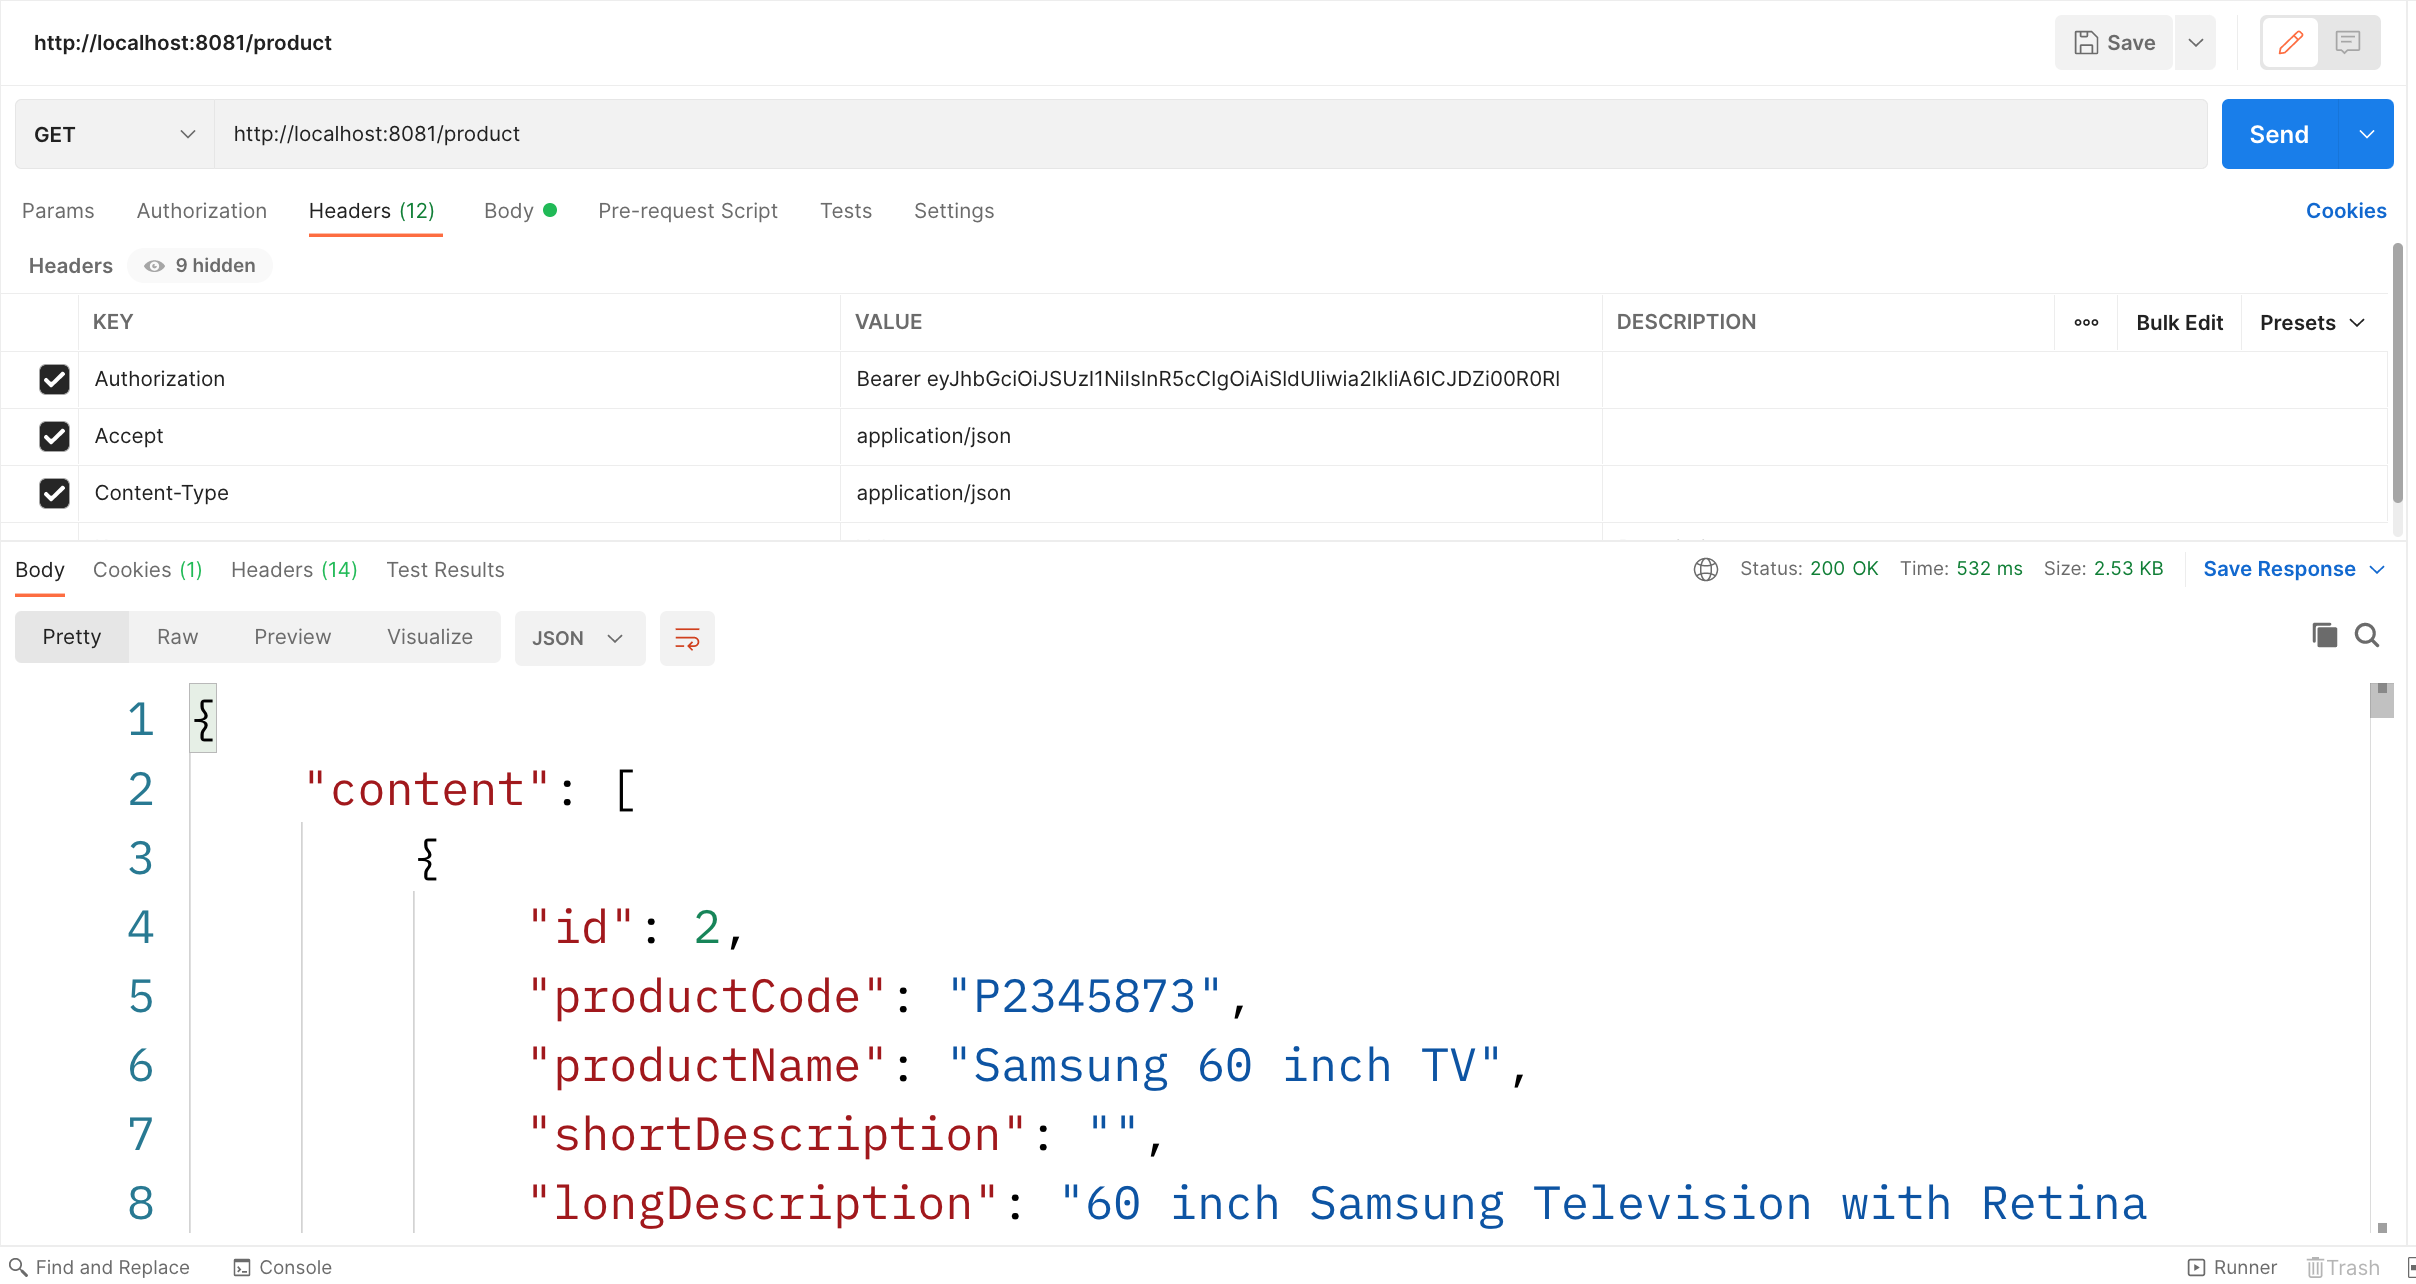 http://localhost:8081/product
Save
GET
http://localhost:8081/product
Send
Params Authorization Headers (12) Body Pre-request Script Tests Settings Cookies
Headers 9 hidden
KEY VALUE DESCRIPTION Bulk Edit Presets
Authorization Bearer eyJhbGciOiJSUzI1NiIsInR5cCIgOiAiSldUIiwia2lkIiA6ICJDZi00R0RI
Accept application/json
Content-Type application/json
Body Cookies (1) Headers (14) Test Results Status: 200 OK Time: 532 ms Size: 2.53 KB Save Response
Pretty Raw Preview Visualize JSON
1 {
2 "content": [
3 {
4 "id": 2,
5 "productCode": "P2345873",
6 "productName": "Samsung 60 inch TV",
7 "shortDescription": "",
8 "longDescription": "60 inch Samsung Television with Retina
Find and Replace Console Runner Trash